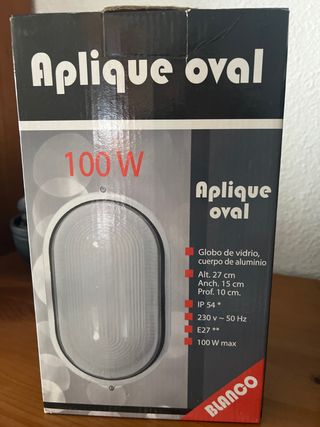 Aplique oval
100 W
Aplique
oval
Globo de vidrio,
cuerpo de aluminio
Alt. 27 cm
Anch. 15 cm
Prof. 10 cm.
IP 54 *
230 v ~ 50 Hz
E27 **
100 W max
BLANCO